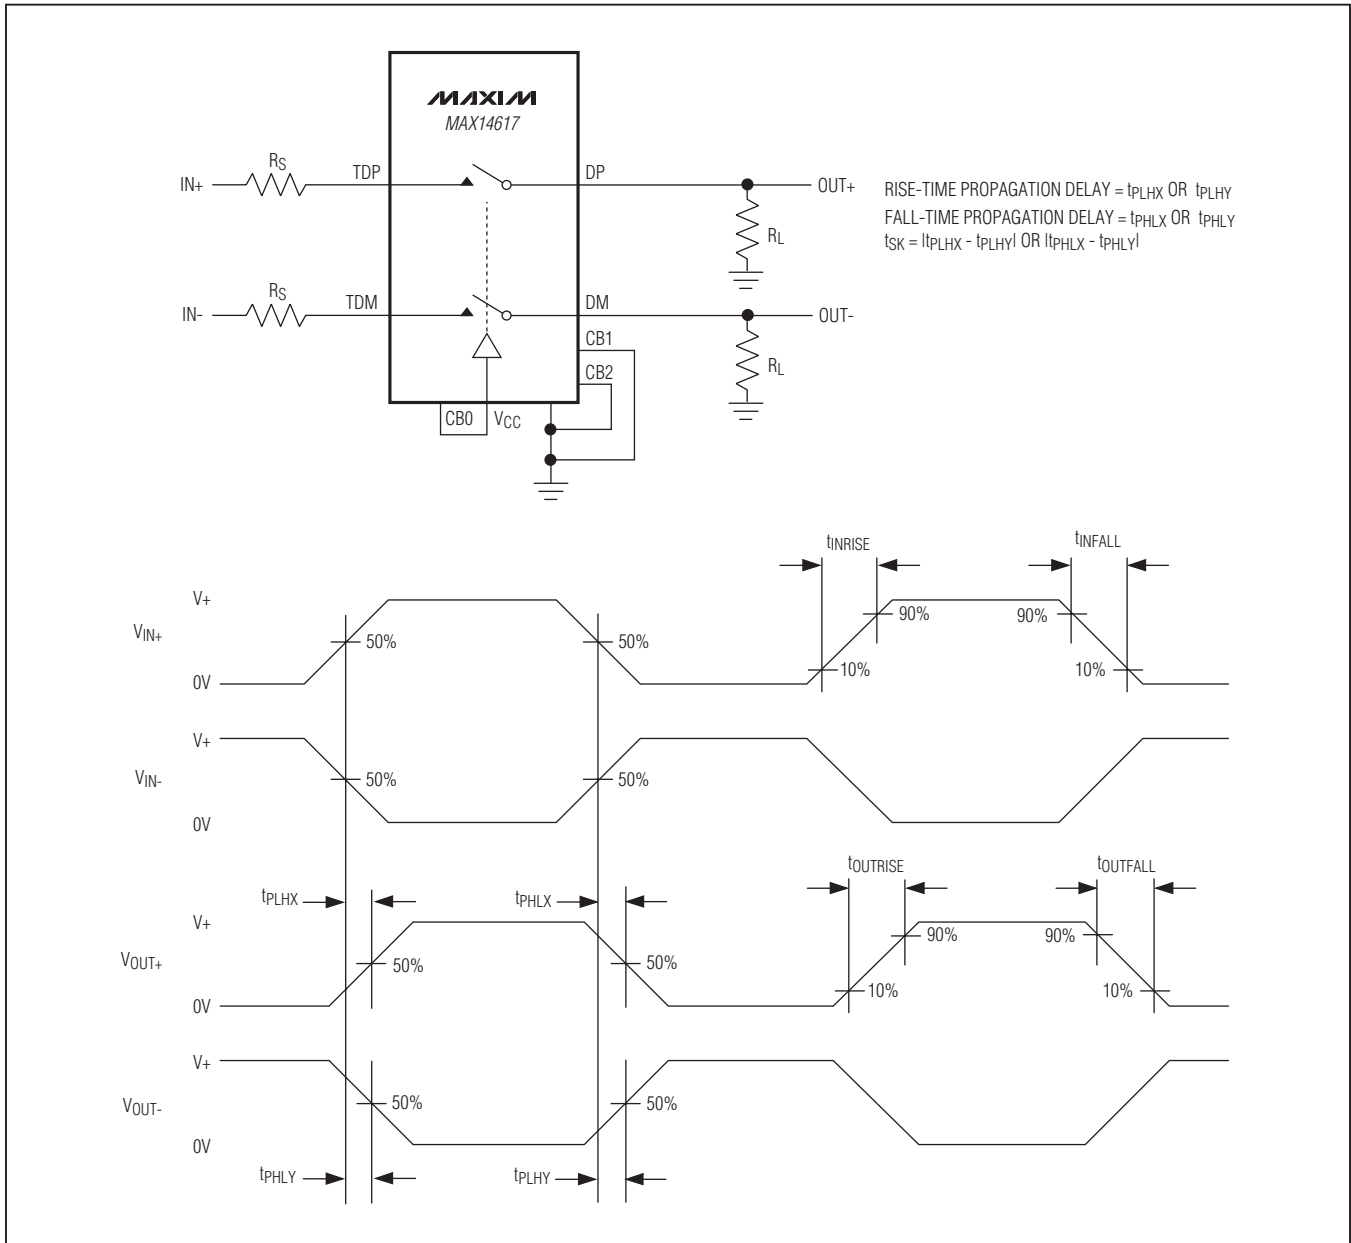 MAXIM
MAX14617
IN+
RS
TDP
DP
OUT+
RL
RISE-TIME PROPAGATION DELAY = tPLHX OR tPLHY
FALL-TIME PROPAGATION DELAY = tPHLX OR tPHLY
tSK = |tPLHX - tPLHY| OR |tPHLX - tPHLY|
IN-
RS
TDM
DM
OUT-
RL
CB1
CB2
CB0
VCC
tINRISE
tINFALL
V+
VIN+
0V
50%
50%
90%
10%
90%
10%
V+
VIN-
0V
50%
50%
tOUTRISE
tOUTFALL
tPLHX
tPHLX
V+
VOUT+
0V
50%
50%
90%
10%
90%
10%
V+
VOUT-
0V
50%
50%
tPHLY
tPLHY